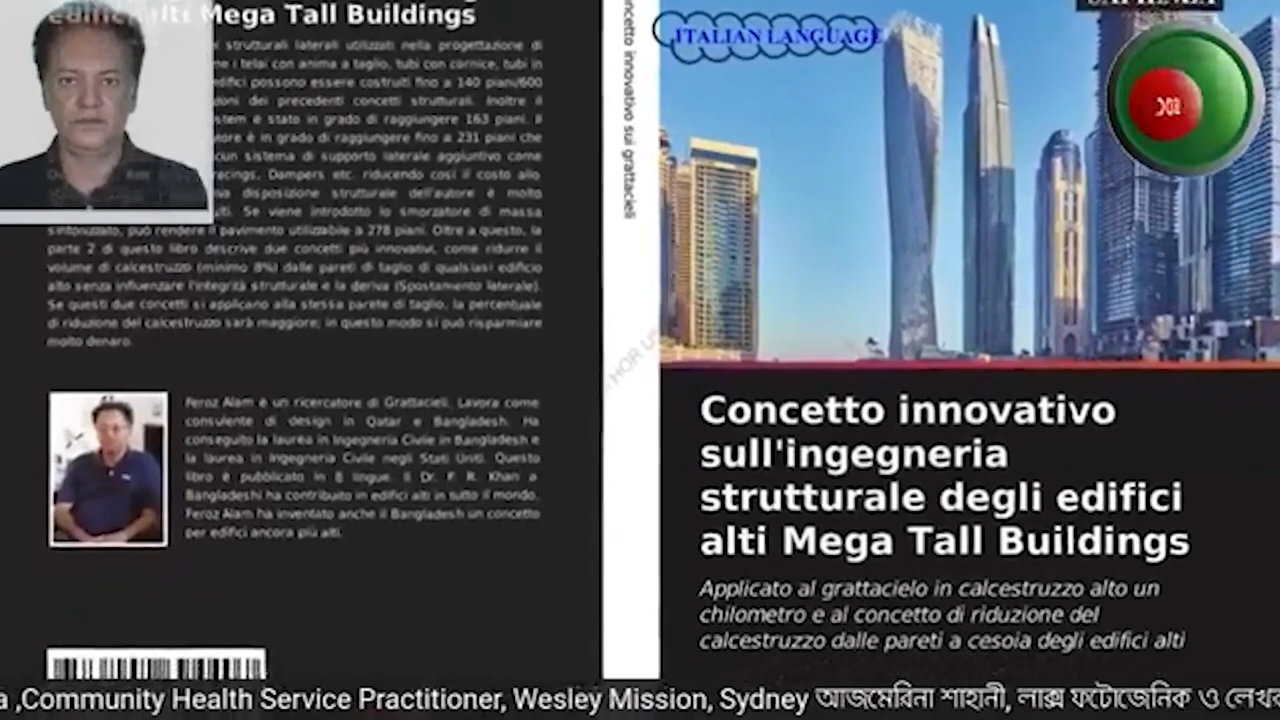 edifici alti Mega Tall Buildings
strutturali laterali utilizzati nella progettazione di
i telai con anima a taglio, tubi con cornice, tubi in
edifici possono essere costruiti fino a 140 piani/600
dei precedenti concetti strutturali. Inoltre il
è stato in grado di raggiungere 163 piani. Il
è in grado di raggiungere fino a 231 piani che
sistema di supporto laterale aggiuntivo come
Dampers etc. riducendo così il costo allo
disposizione strutturale dell'autore è molto
Se viene introdotto lo smorzatore di massa
sintonizzato, può rendere il pavimento utilizzabile a 278 piani. Oltre a questo, la
parte 2 di questo libro descrive due concetti più innovativi, come ridurre il
volume di calcestruzzo (minimo 8%) dalle pareti di taglio di qualsiasi edificio
alto senza influenzare l'integrità strutturale e la deriva (Spostamento laterale).
Se questi due concetti si applicano alla stessa parete di taglio, la percentuale
di riduzione del calcestruzzo sarà maggiore; in questo modo si può risparmiare
molto denaro.
Feroz Alam è un ricercatore di Grattacieli. Lavora come
consulente di design in Qatar e Bangladesh. Ha
conseguito la laurea in Ingegneria Civile in Bangladesh e
la laurea in Ingegneria Civile negli Stati Uniti. Questo
libro è pubblicato in 8 lingue. Il Dr. F. R. Khan a
Bangladeshi ha contribuito in edifici alti in tutto il mondo.
Feroz Alam ha inventato anche il Bangladesh un concetto
per edifici ancora più alti.
innovativo sui grattacieli
ITALIAN LANGUAGE
Concetto innovativo
sull'ingegneria
strutturale degli edifici
alti Mega Tall Buildings
Applicato al grattacielo in calcestruzzo alto un
chilometro e al concetto di riduzione del
calcestruzzo dalle pareti a cesoia degli edifici alti
,Community Health Service Practitioner, Wesley Mission, Sydney আজমেরিনা শাহানী, লাক্স ফটোজেনিক ও